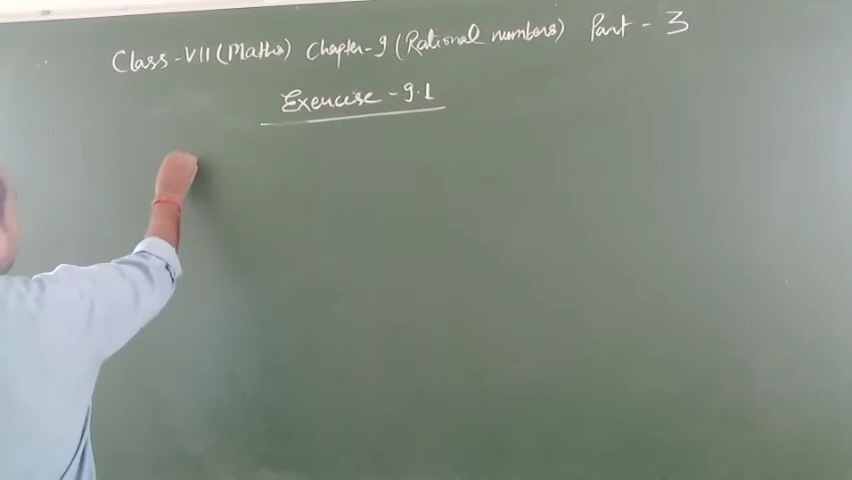 Class-VII (Maths) Chapter-9 (Rational numbers) Part - 3
Exercise - 9.1